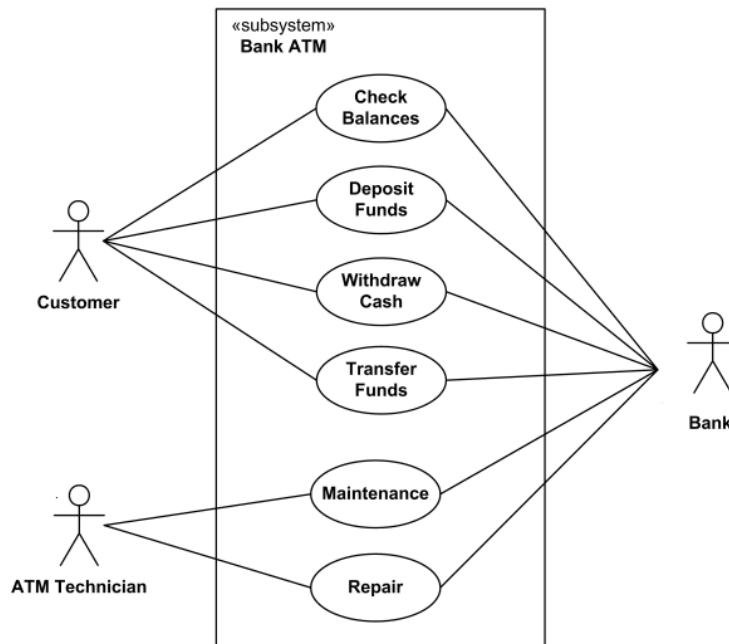 «subsystem»
Bank ATM
Check
Balances
Deposit
Funds
Customer
Withdraw
Cash
Transfer
Funds
Bank
Maintenance
ATM Technician
Repair